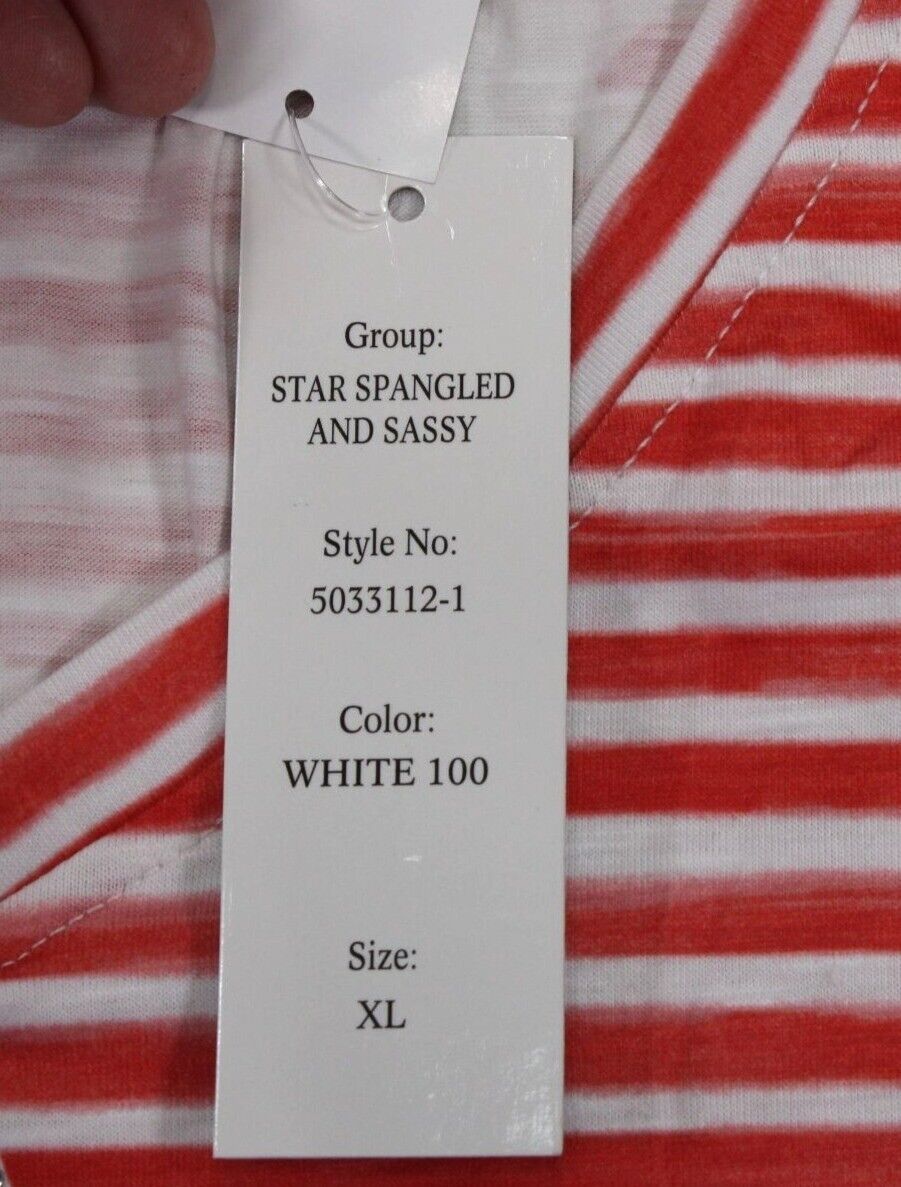 Group:
STAR SPANGLED
AND SASSY
Style No:
5033112-1
Color:
WHITE 100
Size:
XL